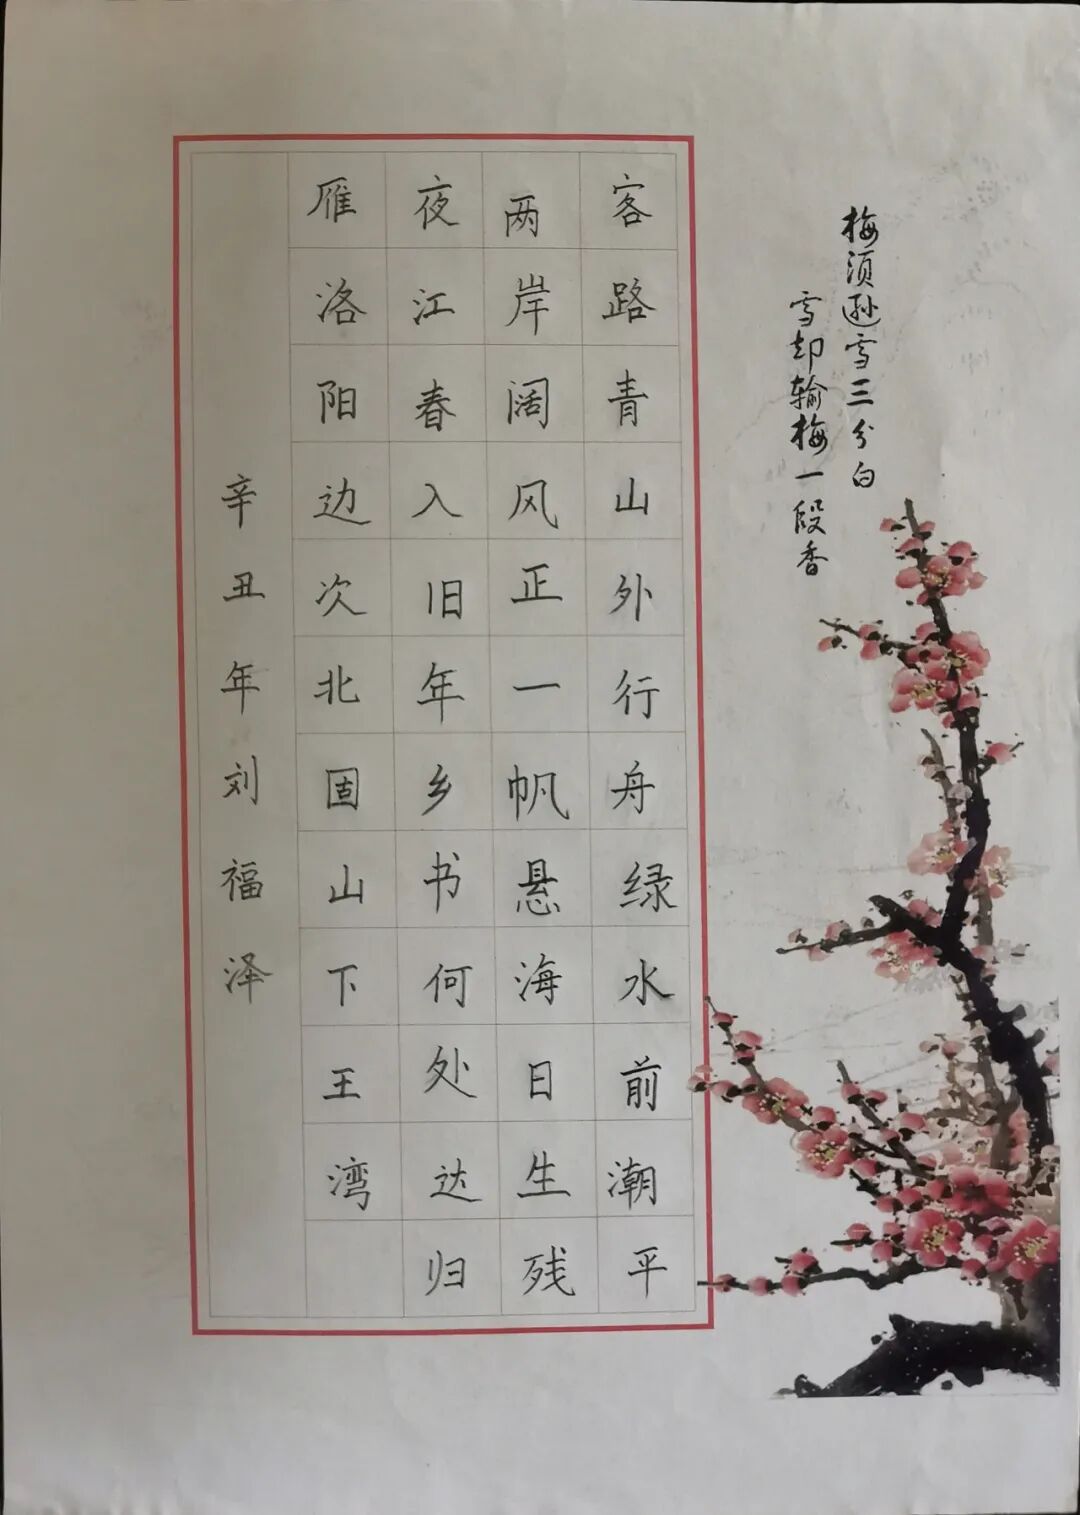 梅须逊雪三分白
雪却输梅一段香
客路青山外行舟绿水前潮平
两岸阔风正一帆悬海日生残
夜江春入旧年乡书何处达归
雁洛阳边次北固山下王湾
辛丑年刘福泽